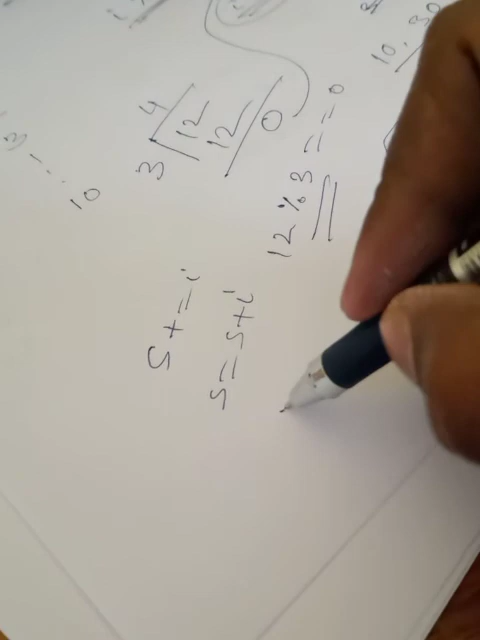 4
3 12
12
0
12 % 3 == 0
s += i
s = s + i
10 . 30
3 ... 10